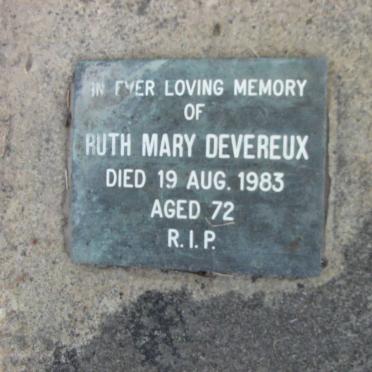 IN EVER LOVING MEMORY
OF
RUTH MARY DEVEREUX
DIED 19 AUG. 1983
AGED 72
R.I.P.